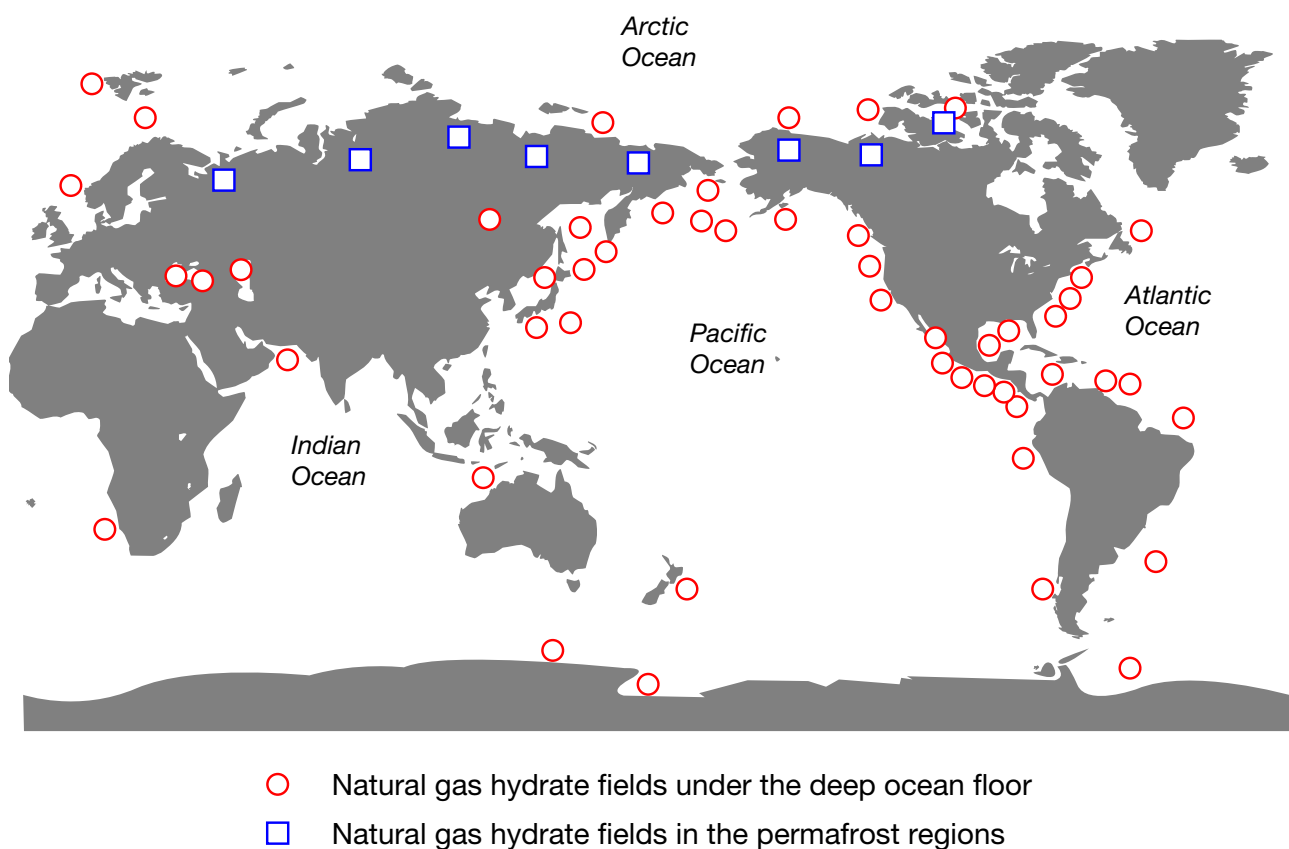 Arctic
Ocean
Atlantic
Ocean
Pacific
Ocean
Indian
Ocean
Natural gas hydrate fields under the deep ocean floor
Natural gas hydrate fields in the permafrost regions